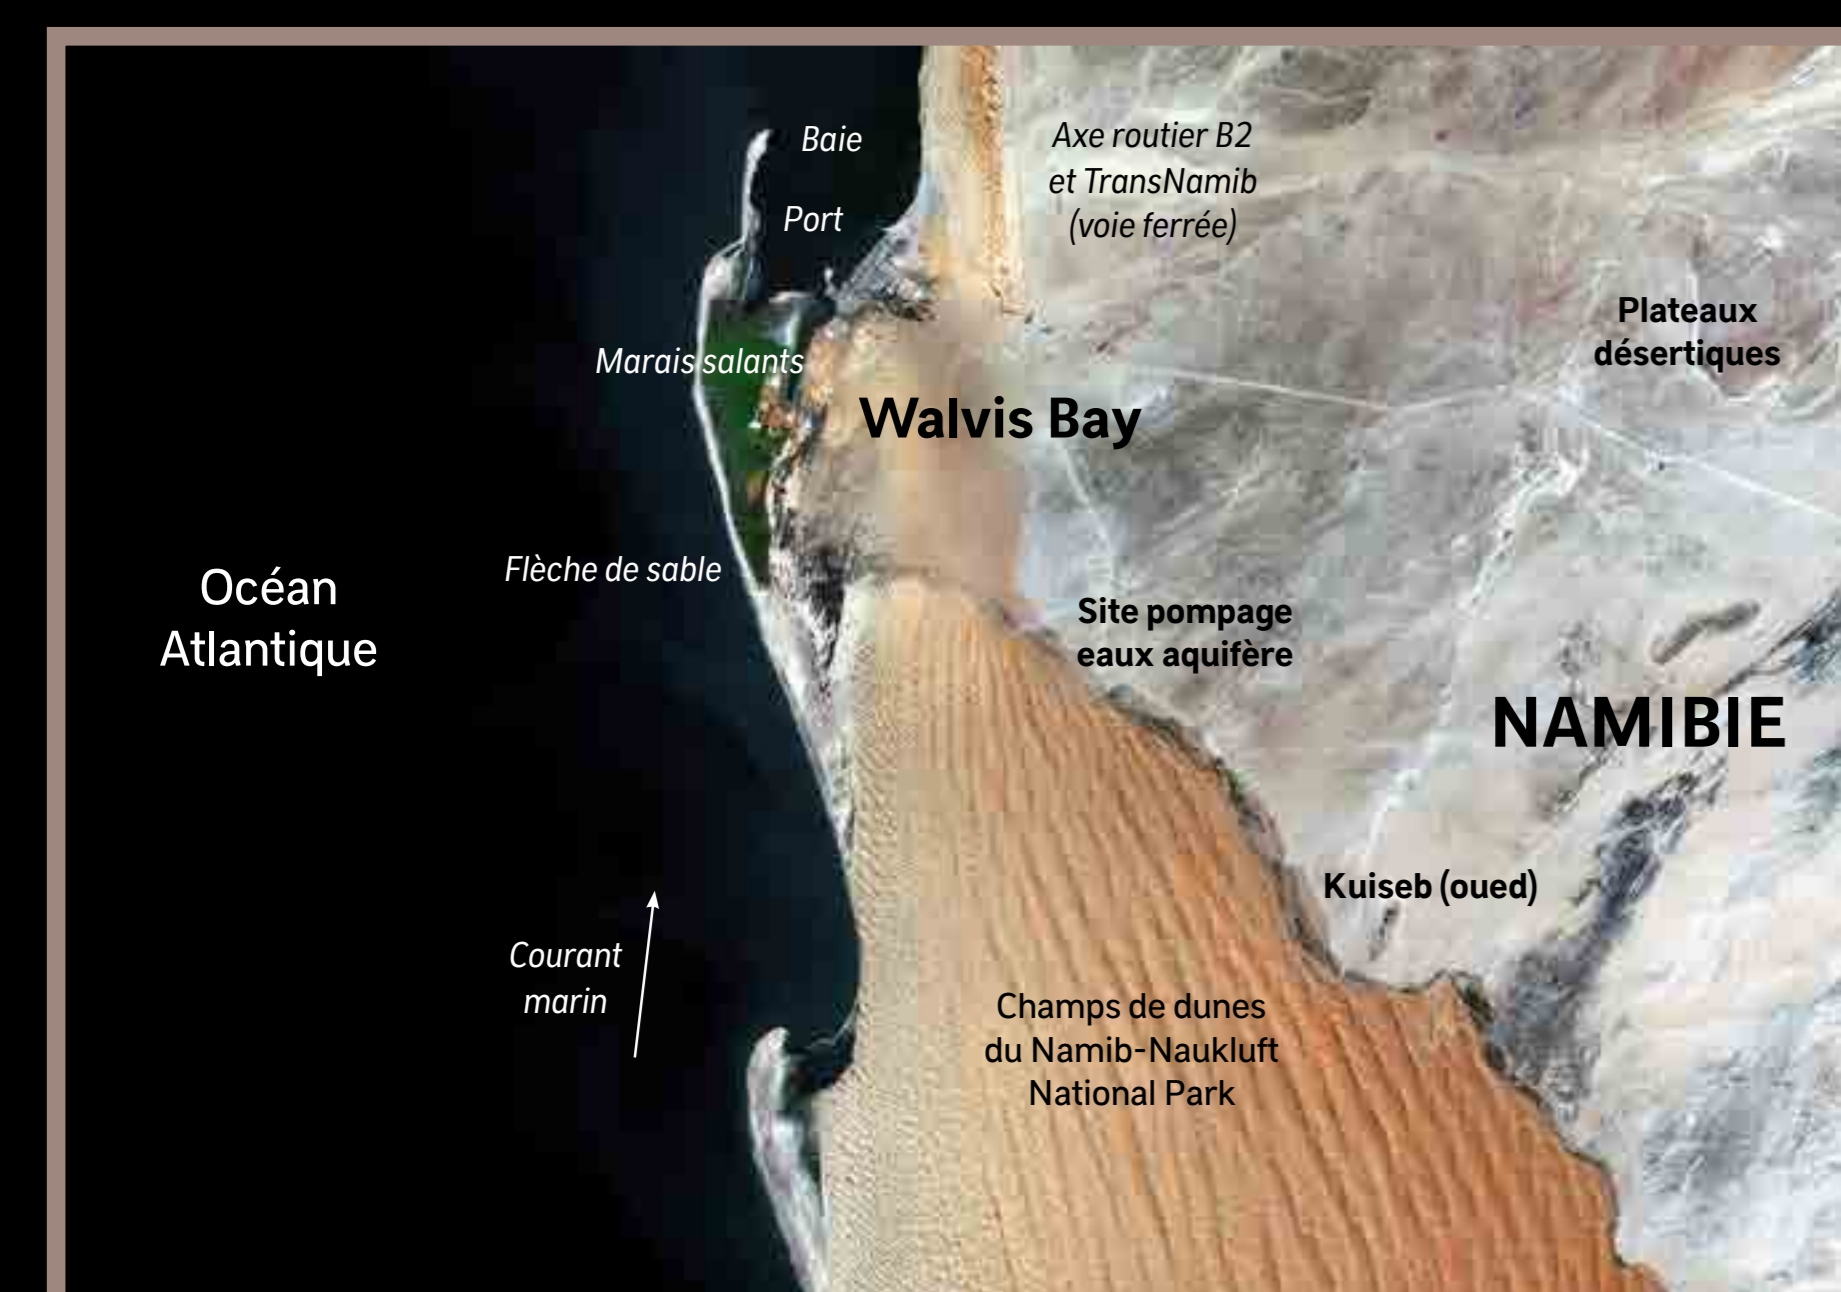 Baie
Port
Axe routier B2
et TransNamib
(voie ferrée)
Plateaux
désertiques
Marais salants
Walvis Bay
Flèche de sable
Océan
Atlantique
Site pompage
eaux aquifère
NAMIBIE
Kuiseb (oued)
Courant
marin
Champs de dunes
du Namib-Naukluft
National Park